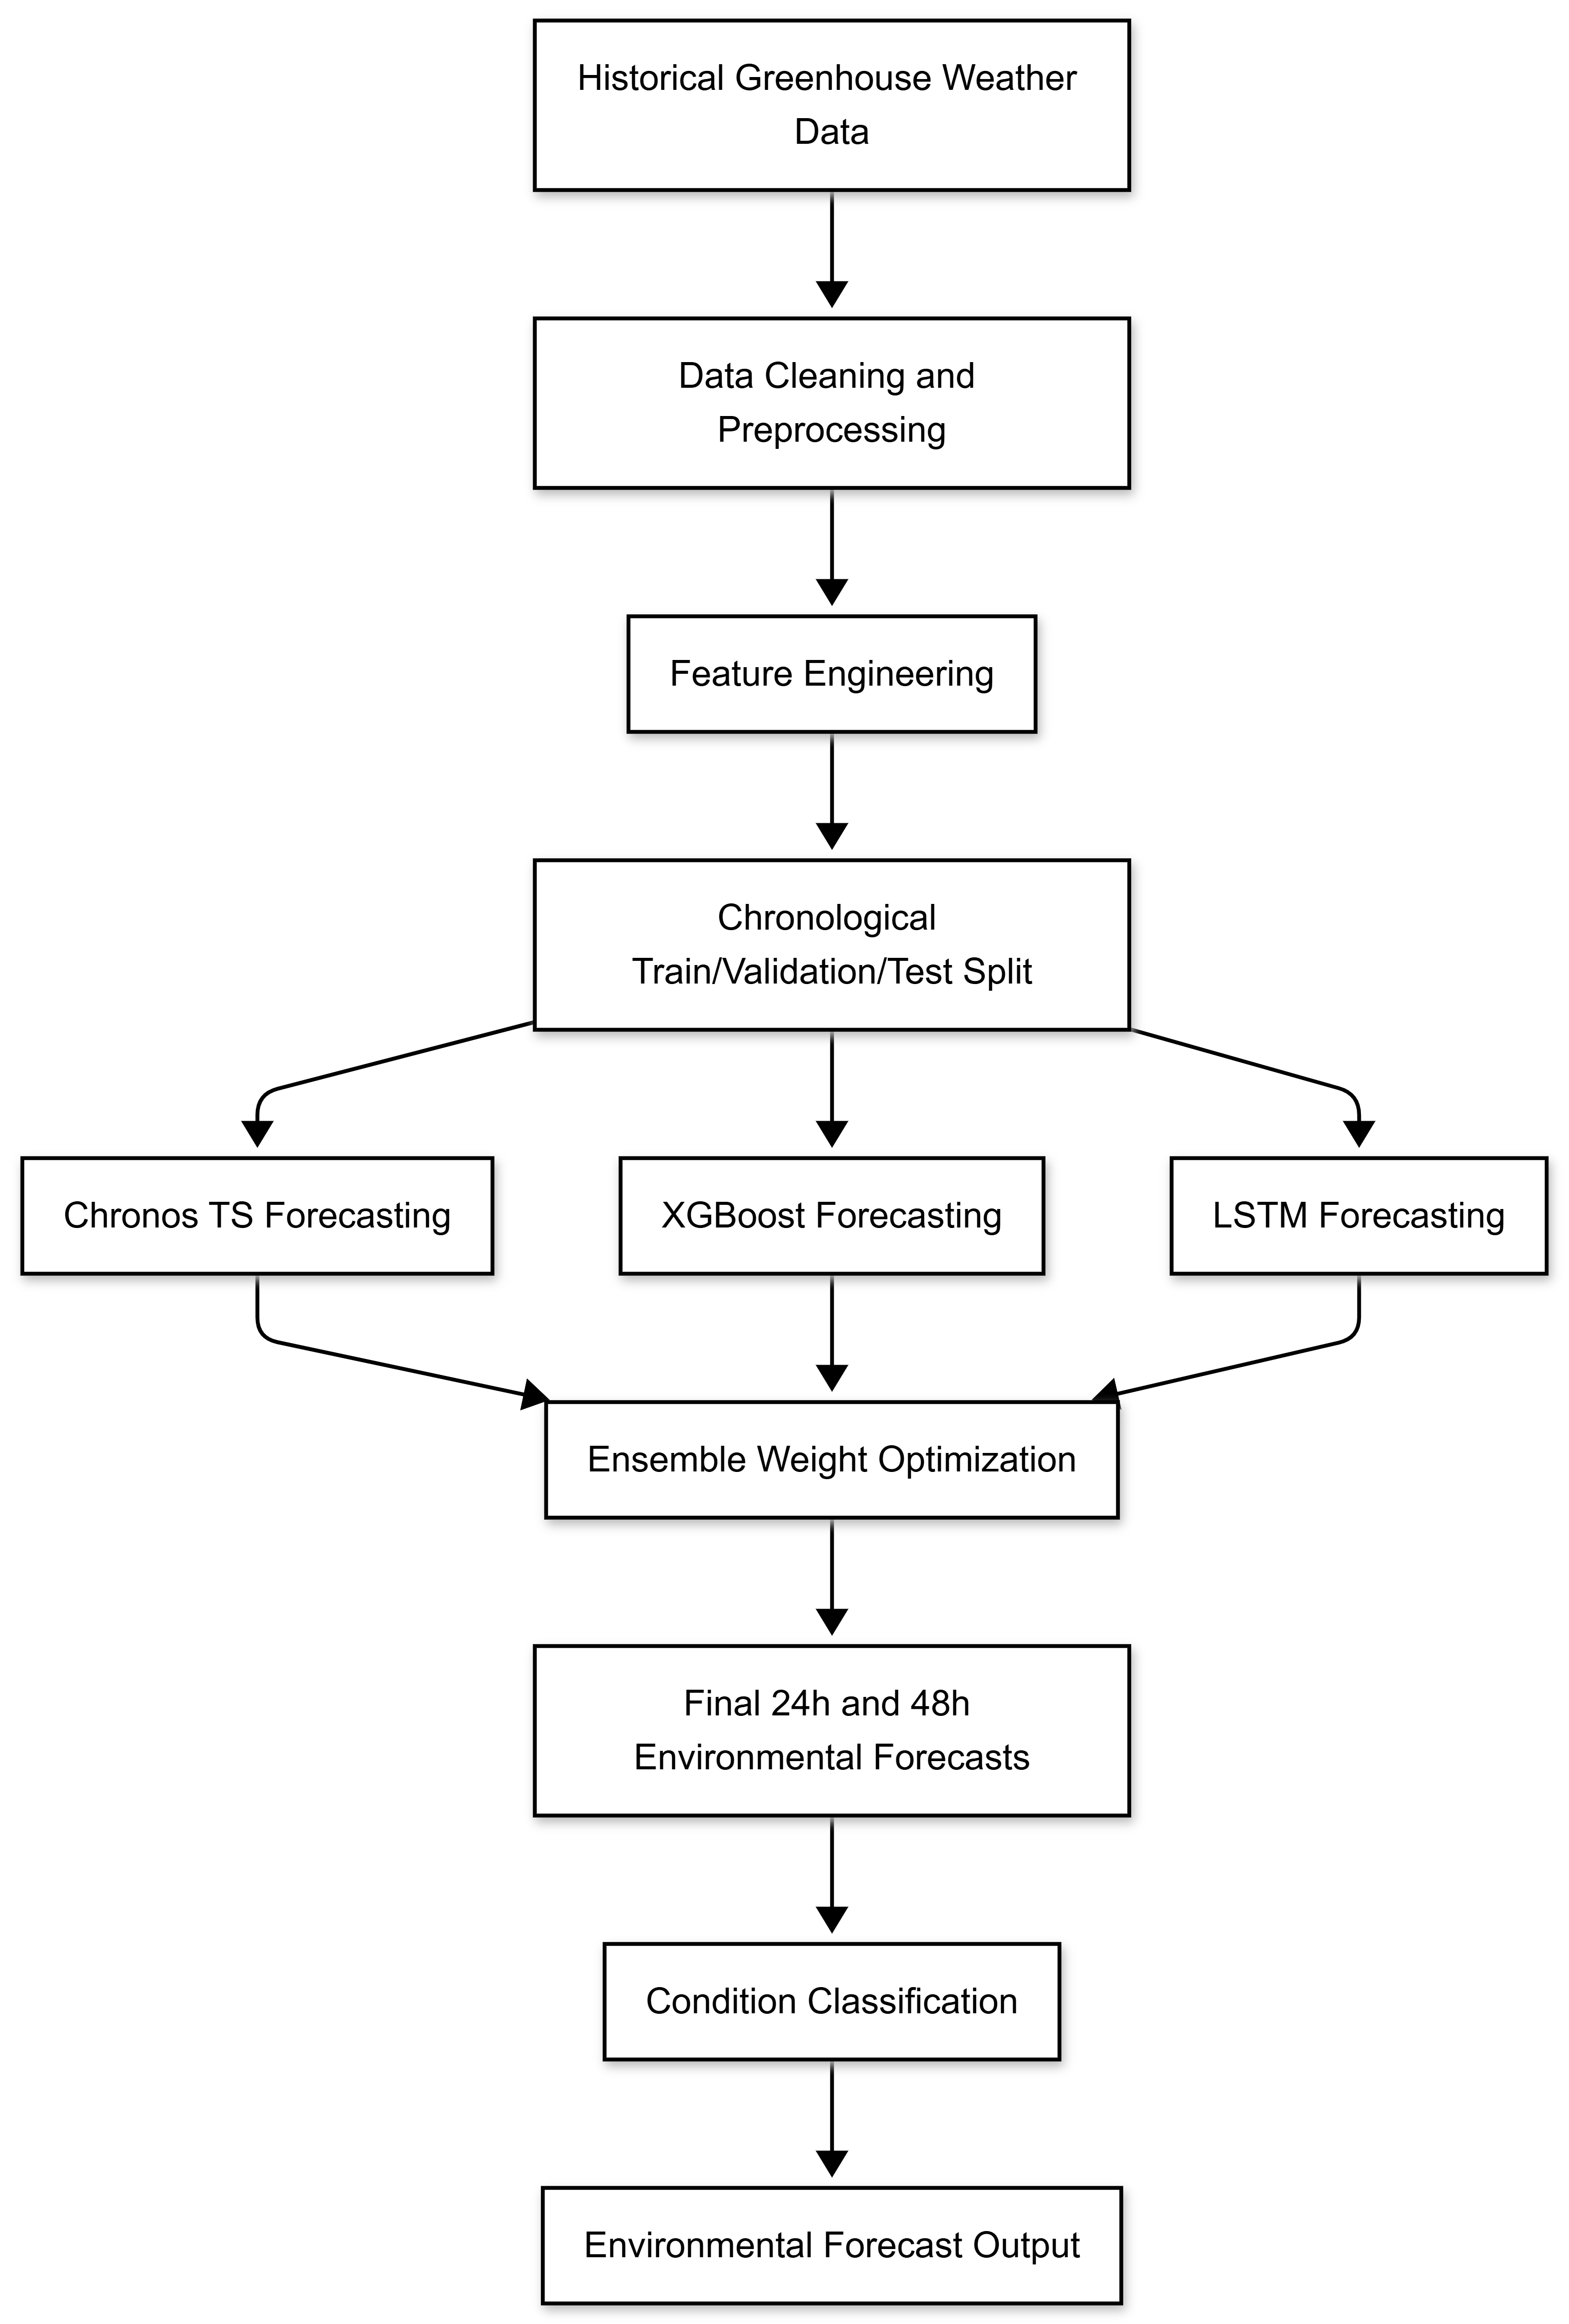 Historical Greenhouse Weather
Data
Data Cleaning and
Preprocessing
Feature Engineering
Chronological
Train/Validation/Test Split
Chronos TS Forecasting
XGBoost Forecasting
LSTM Forecasting
Ensemble Weight Optimization
Final 24h and 48h
Environmental Forecasts
Condition Classification
Environmental Forecast Output